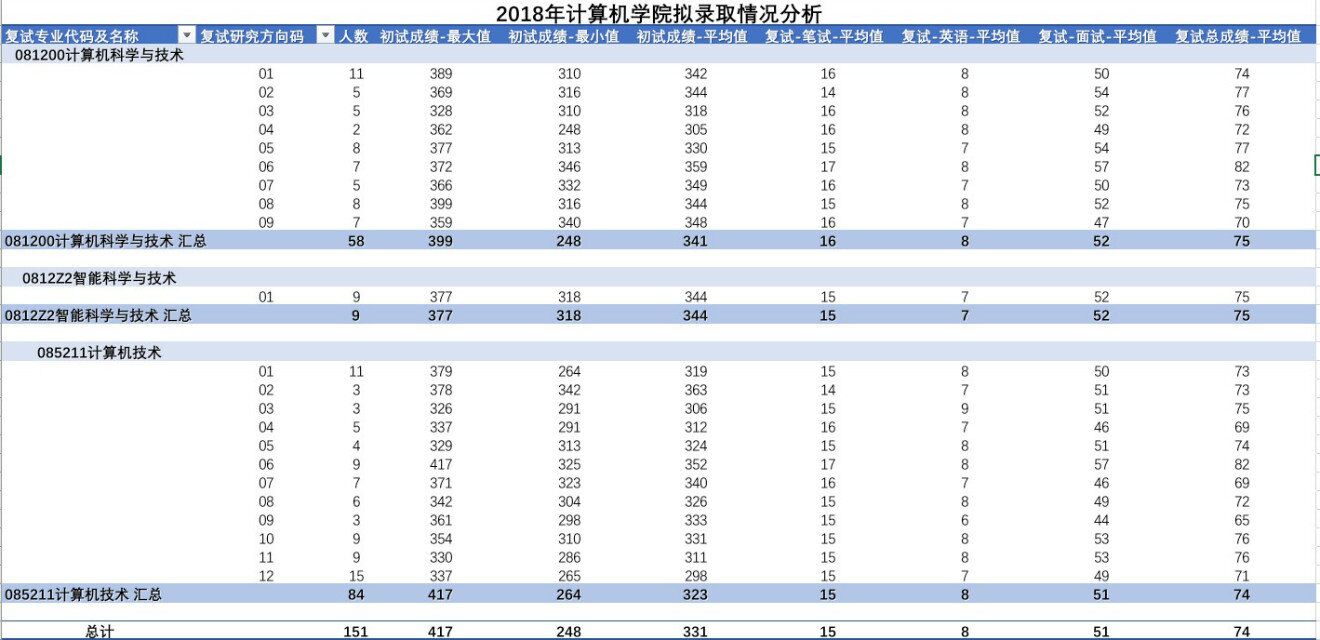 2018年计算机学院拟录取情况分析
复试专业代码及名称 复试研究方向码 人数 初试成绩-最大值 初试成绩-最小值 初试成绩-平均值 复试-笔试-平均值 复试-英语-平均值 复试-面试-平均值 复试总成绩-平均值
081200计算机科学与技术
01 11 389 310 342 16 8 50 74
02 5 369 316 344 14 8 54 77
03 5 328 310 318 16 8 52 76
04 2 362 248 305 16 8 49 72
05 8 377 313 330 15 7 54 77
06 7 372 346 359 17 8 57 82
07 5 366 332 349 16 7 50 73
08 8 399 316 344 15 8 52 75
09 7 359 340 348 16 7 47 70
081200计算机科学与技术 汇总 58 399 248 341 16 8 52 75
0812Z2智能科学与技术
01 9 377 318 344 15 7 52 75
0812Z2智能科学与技术 汇总 9 377 318 344 15 7 52 75
085211计算机技术
01 11 379 264 319 15 8 50 73
02 3 378 342 363 14 7 51 73
03 3 326 291 306 15 9 51 75
04 5 337 291 312 16 7 46 69
05 4 329 313 324 15 8 51 74
06 9 417 325 352 17 8 57 82
07 7 371 323 340 16 7 46 69
08 6 342 304 326 15 8 49 72
09 3 361 298 333 15 6 44 65
10 9 354 310 331 15 8 53 76
11 9 330 286 311 15 8 53 76
12 15 337 265 298 15 7 49 71
085211计算机技术 汇总 84 417 264 323 15 8 51 74
总计 151 417 248 331 15 8 51 74